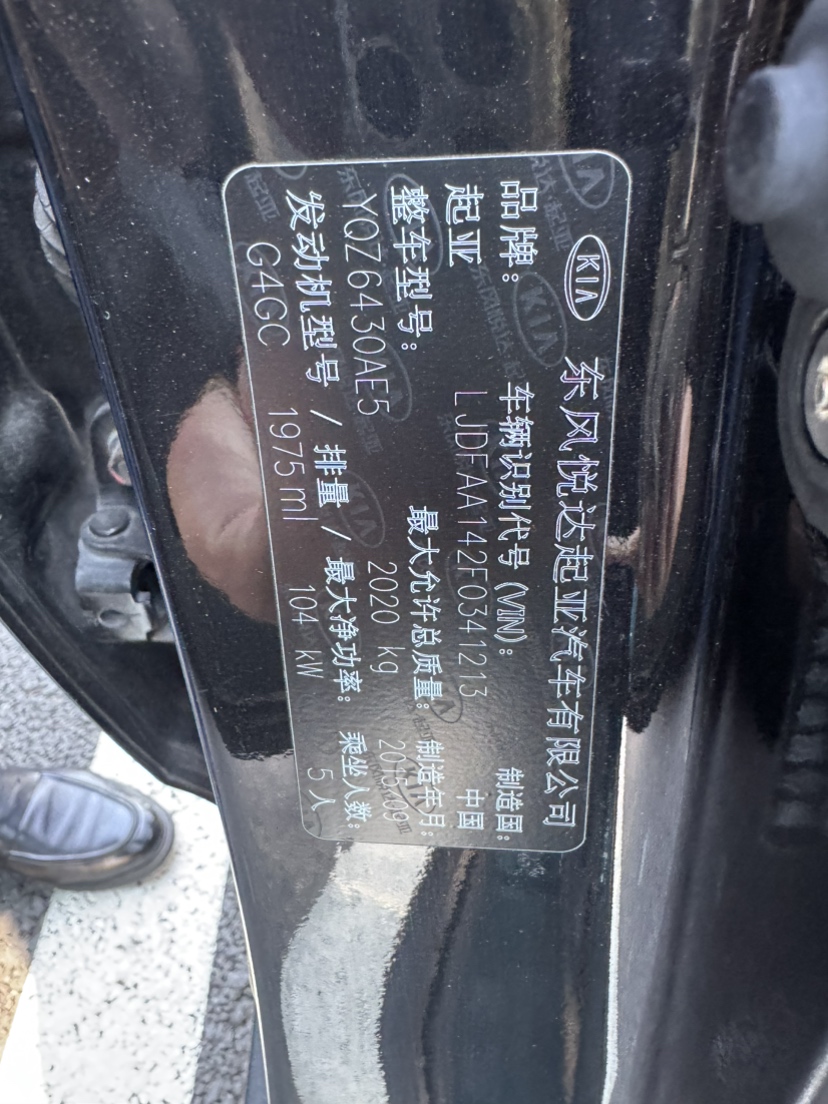 KIA 东风悦达起亚汽车有限公司
品牌: 车辆识别代号(VIN): 制造国:
起亚 LJDFAA142F0341213 中国
整车型号: 最大允许总质量: 制造年月:
YQZ6430AE5 2020 kg 2015/09
发动机型号 / 排量 / 最大净功率: 乘坐人数:
G4GC 1975ml 104 kW 5人